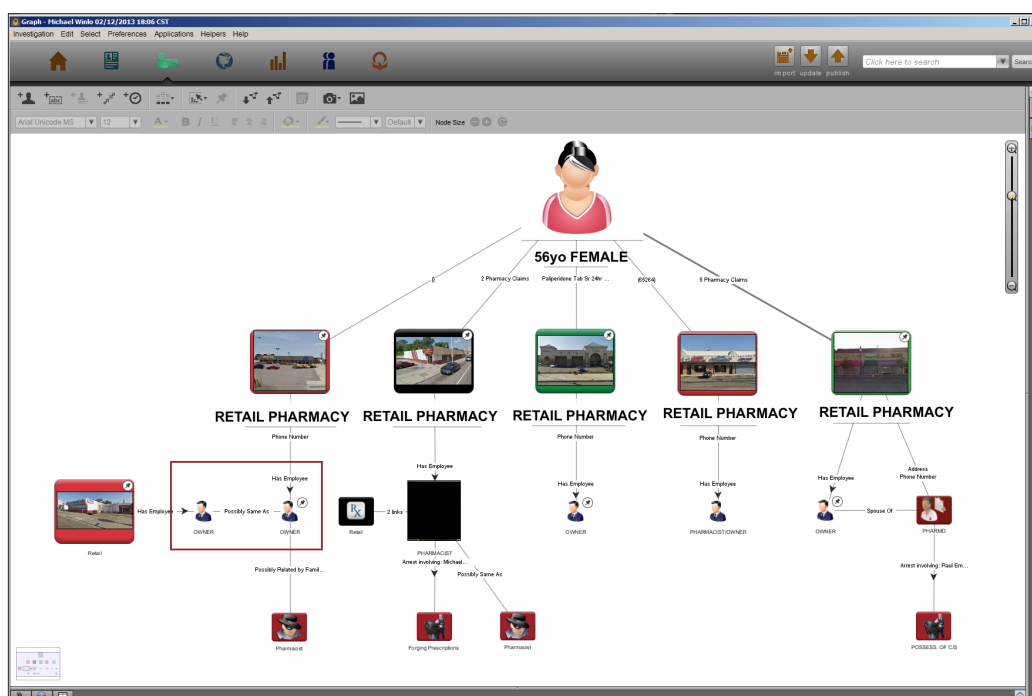 Graph - Michael Winlo 02/12/2013 18:06 CST
Investigation Edit Select Preferences Applications Helpers Help
import update publish
Click here to search
Searc
abc
Arial Unicode MS
12
A
B I U
Default
Node Size
56yo FEMALE
2 Pharmacy Claims
Paliperidone Tab Sr 24hr ...
(65264)
5 Pharmacy Claims
RETAIL PHARMACY
RETAIL PHARMACY
RETAIL PHARMACY
RETAIL PHARMACY
RETAIL PHARMACY
Phone Number
Phone Number
Phone Number
Has Employee
Address
Phone Number
Has Employee
Has Employee
Has Employee
Has Employee
Has Employee
Possibly Same As
Rx
2 links
Spouse Of
Retail
OWNER
OWNER
Retail
PHARMACIST
OWNER
PHARMACIST/OWNER
OWNER
PHARMD
Possibly Related by Famil...
Arrest involving: Michael...
Possibly Same As
Arrest involving: Raul Em...
Pharmacist
Forging Prescriptions
Pharmacist
POSSESS. OF C/S